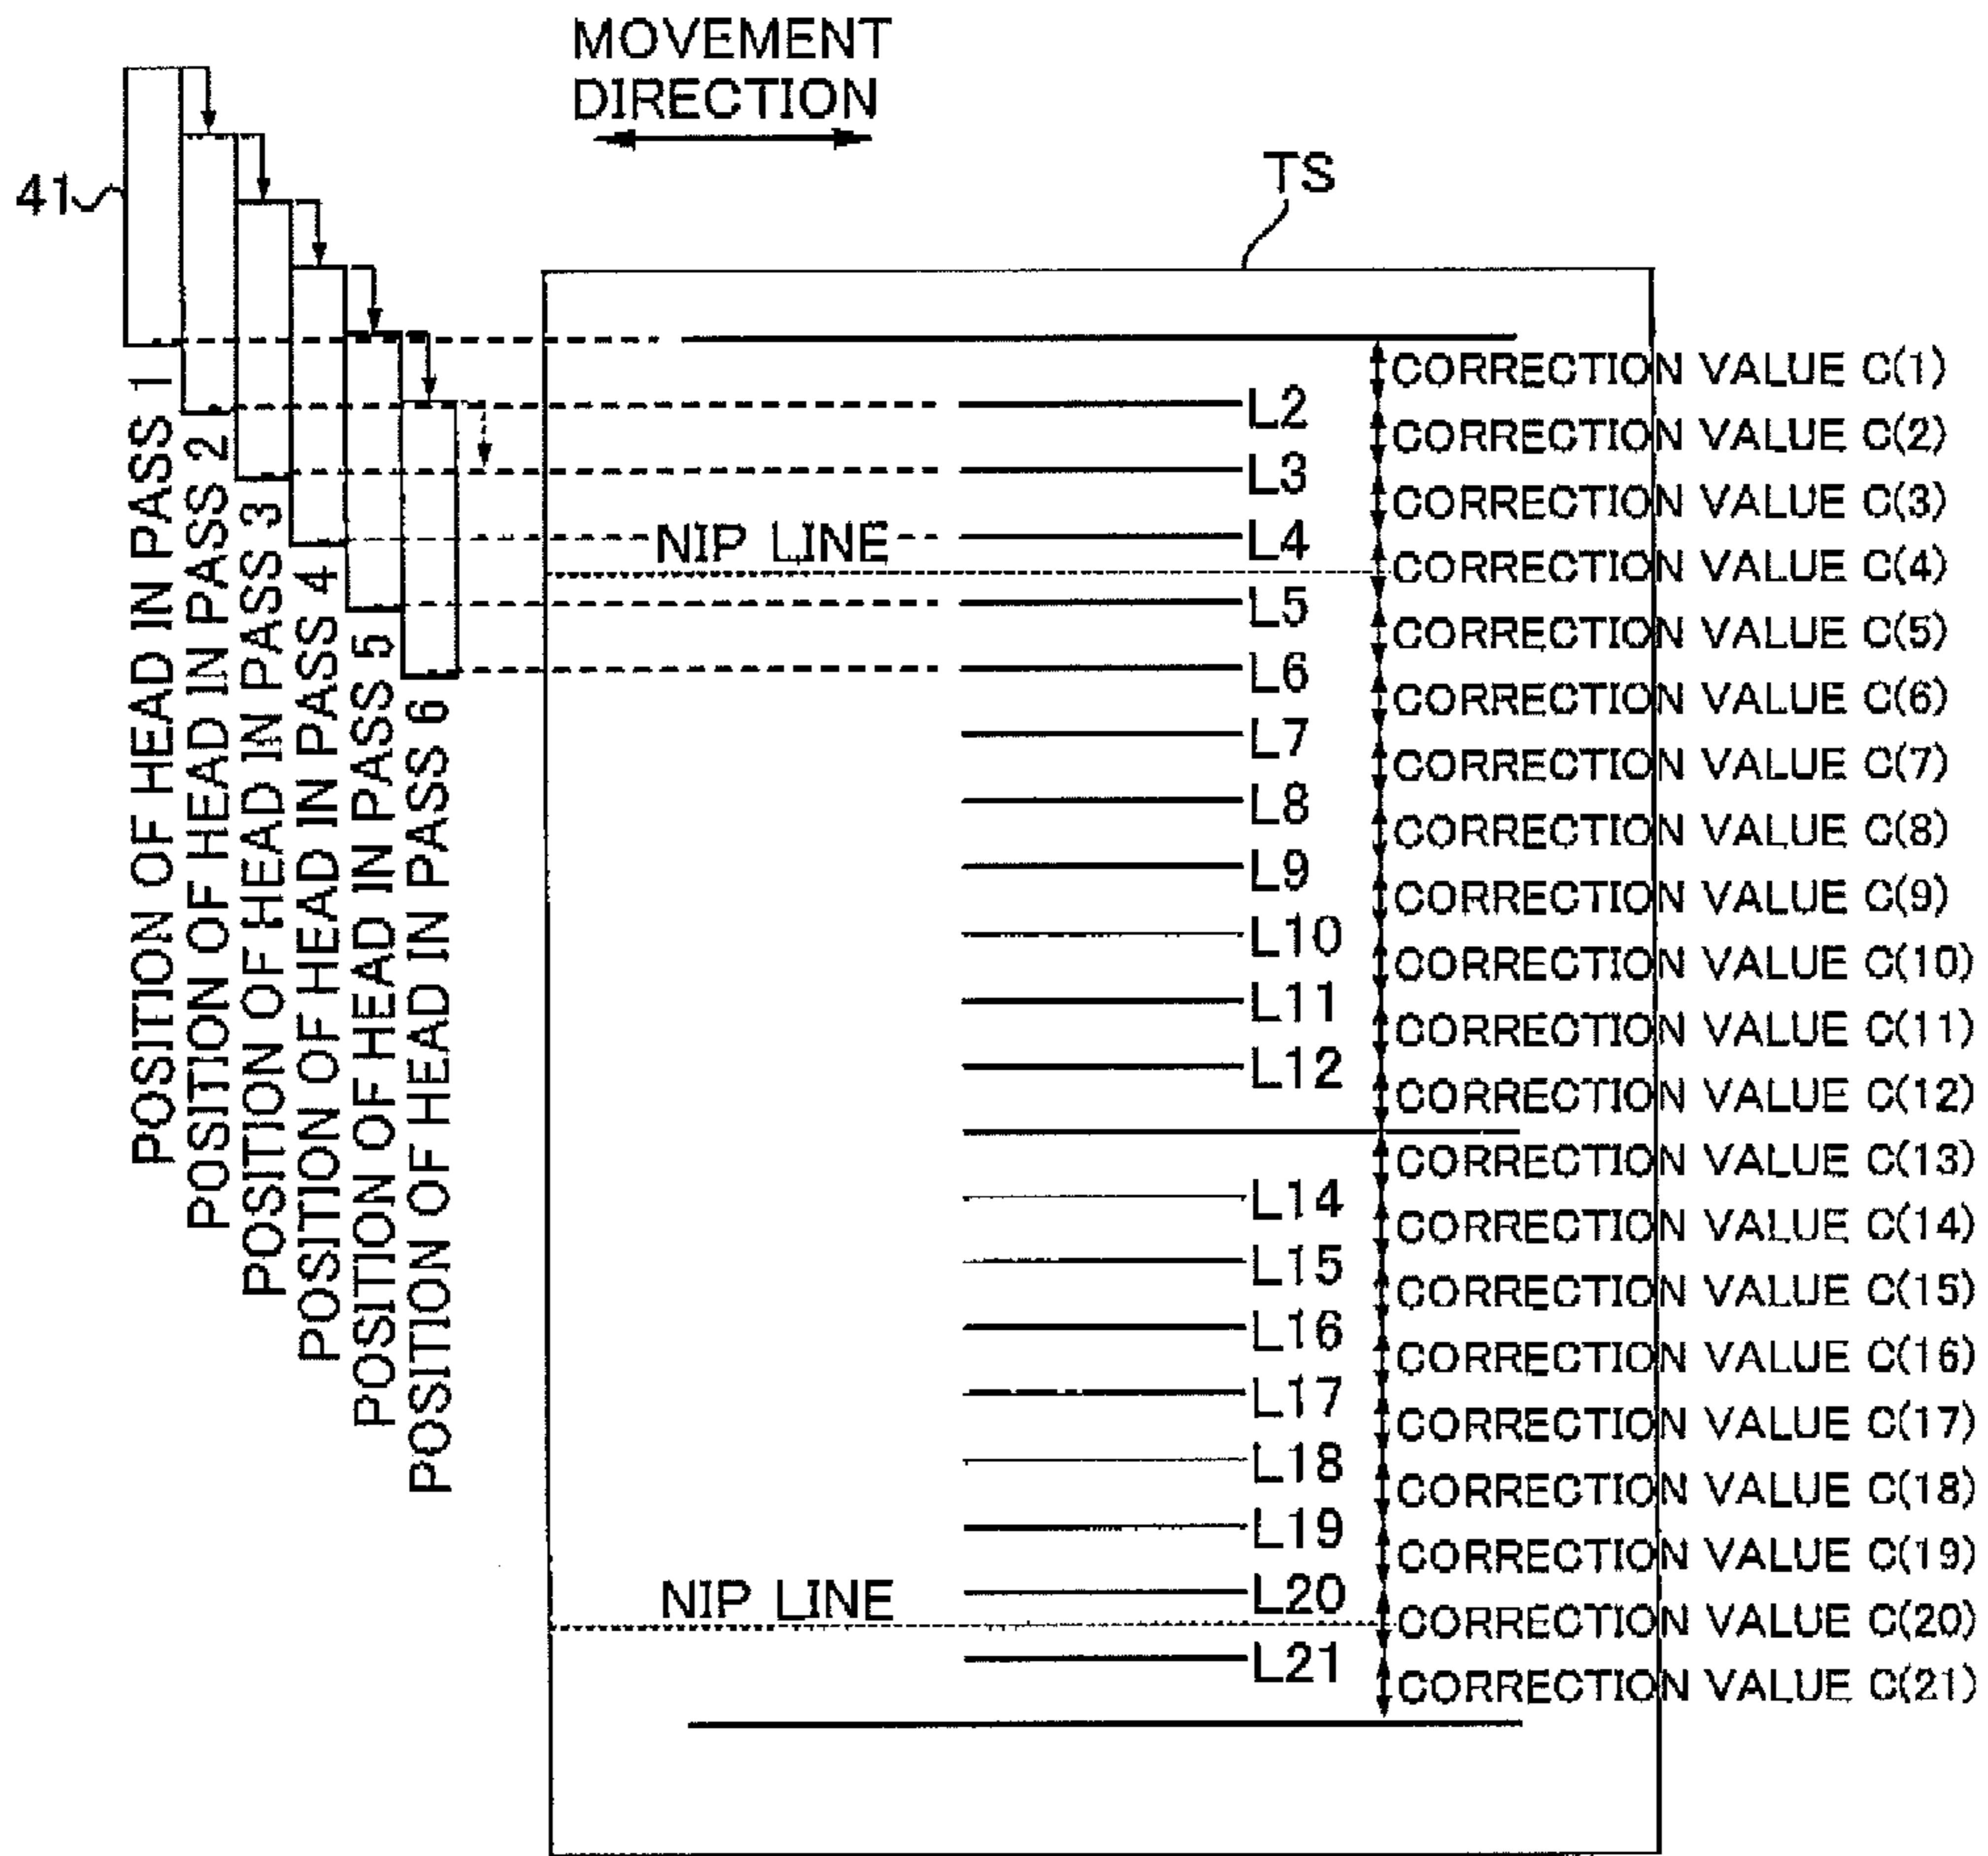 MOVEMENT
DIRECTION
41
TS
CORRECTION VALUE C(1)
L2
CORRECTION VALUE C(2)
L3
CORRECTION VALUE C(3)
NIP LINE
L4
CORRECTION VALUE C(4)
L5
CORRECTION VALUE C(5)
L6
CORRECTION VALUE C(6)
L7
CORRECTION VALUE C(7)
L8
CORRECTION VALUE C(8)
L9
CORRECTION VALUE C(9)
L10
CORRECTION VALUE C(10)
L11
CORRECTION VALUE C(11)
L12
CORRECTION VALUE C(12)
CORRECTION VALUE C(13)
L14
CORRECTION VALUE C(14)
L15
CORRECTION VALUE C(15)
L16
CORRECTION VALUE C(16)
L17
CORRECTION VALUE C(17)
L18
CORRECTION VALUE C(18)
L19
CORRECTION VALUE C(19)
NIP LINE
L20
CORRECTION VALUE C(20)
L21
CORRECTION VALUE C(21)
POSITION OF HEAD IN PASS 1
POSITION OF HEAD IN PASS 2
POSITION OF HEAD IN PASS 3
POSITION OF HEAD IN PASS 4
POSITION OF HEAD IN PASS 5
POSITION OF HEAD IN PASS 6